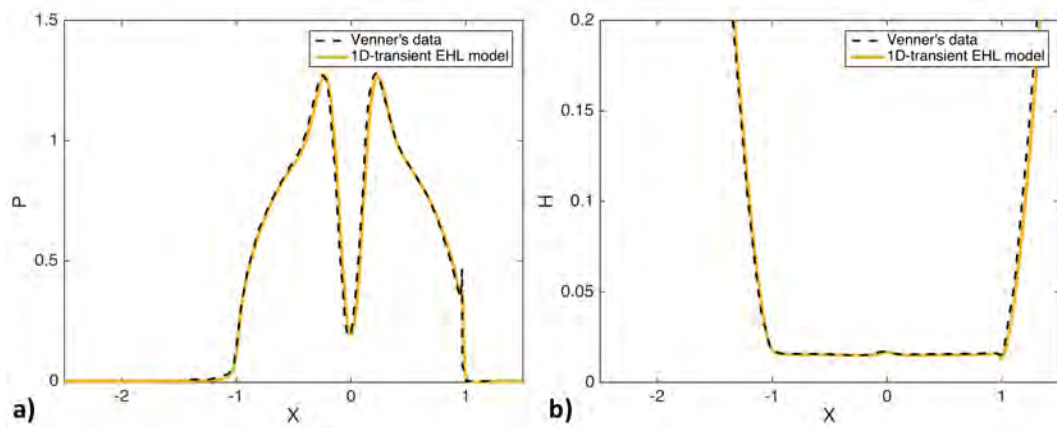 1.5
Venner's data
1D-transient EHL model
1
P
0.5
0
-2
-1
0
1
X
a)
0.2
Venner's data
1D-transient EHL model
0.15
H
0.1
0.05
0
-2
-1
0
1
X
b)